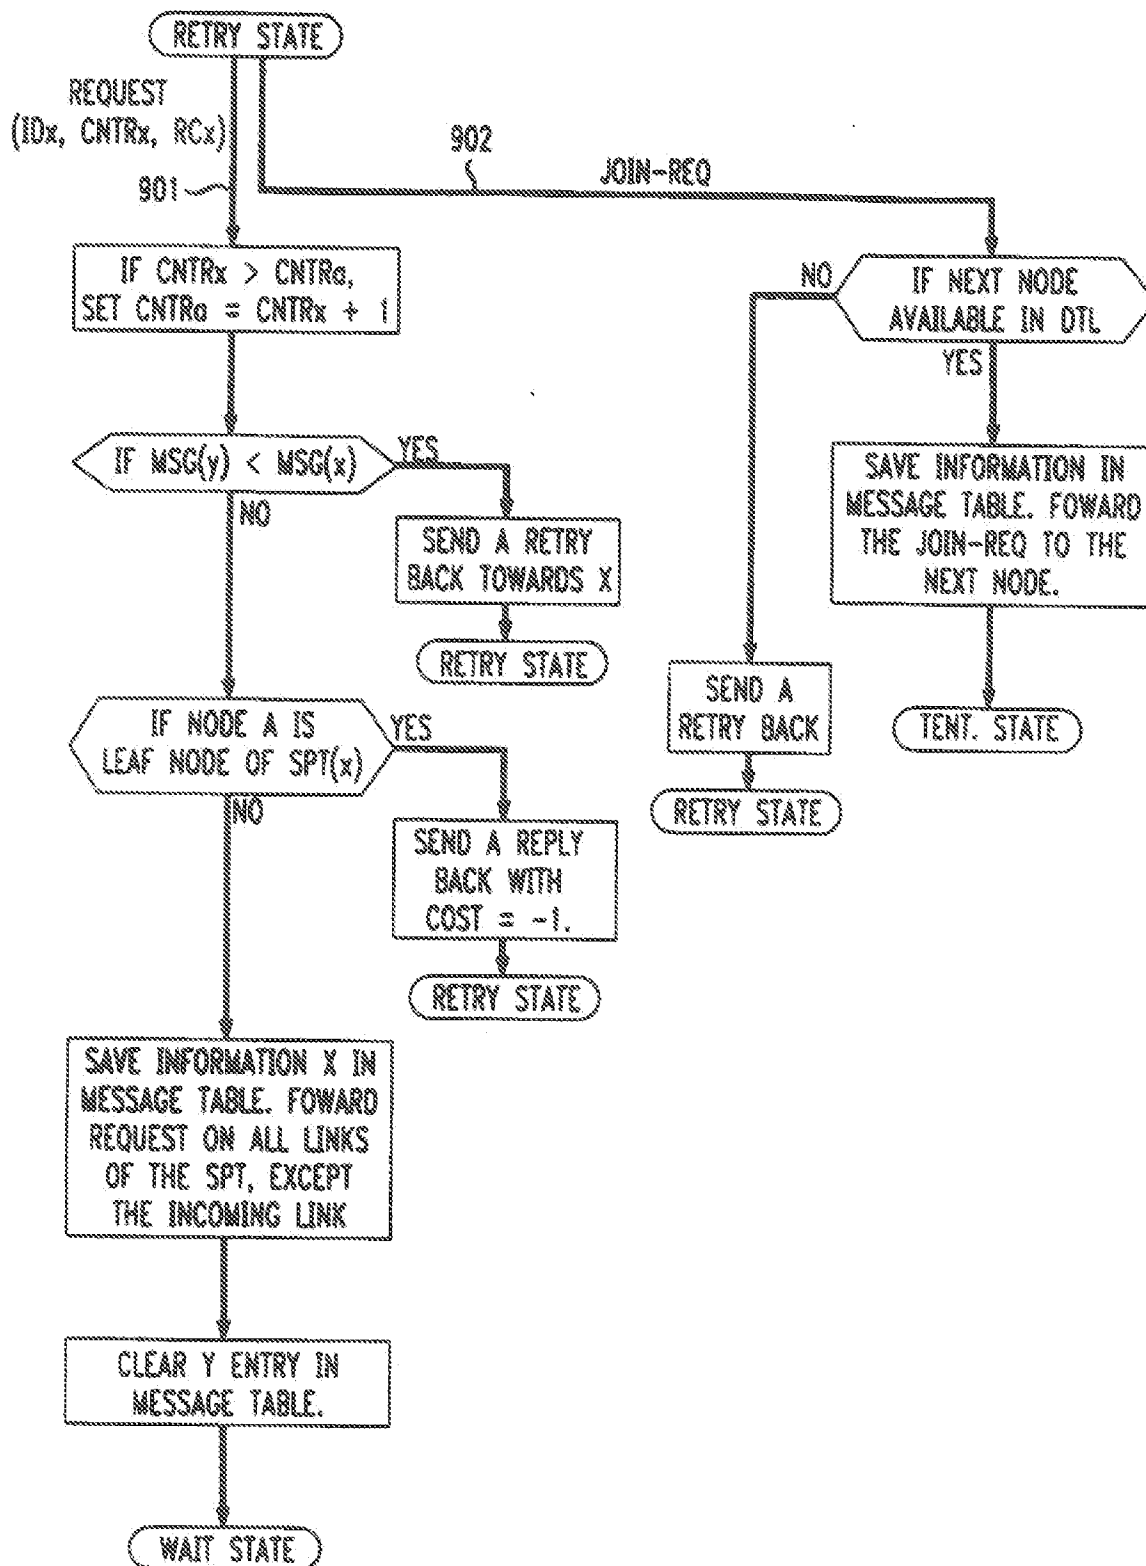 RETRY STATE
REQUEST
(IDx, CNTRx, RCx)
901
902
JOIN-REQ
IF CNTRx > CNTRa,
SET CNTRa = CNTRx + 1
IF MSG(y) < MSG(x)
YES
NO
SEND A RETRY
BACK TOWARDS X
RETRY STATE
IF NODE A IS
LEAF NODE OF SPT(x)
YES
NO
SEND A REPLY
BACK WITH
COST = -1.
RETRY STATE
SAVE INFORMATION X IN
MESSAGE TABLE. FOWARD
REQUEST ON ALL LINKS
OF THE SPT, EXCEPT
THE INCOMING LINK
CLEAR Y ENTRY IN
MESSAGE TABLE.
WAIT STATE
IF NEXT NODE
AVAILABLE IN DTL
NO
YES
SEND A
RETRY BACK
RETRY STATE
SAVE INFORMATION IN
MESSAGE TABLE. FOWARD
THE JOIN-REQ TO THE
NEXT NODE.
TENT. STATE